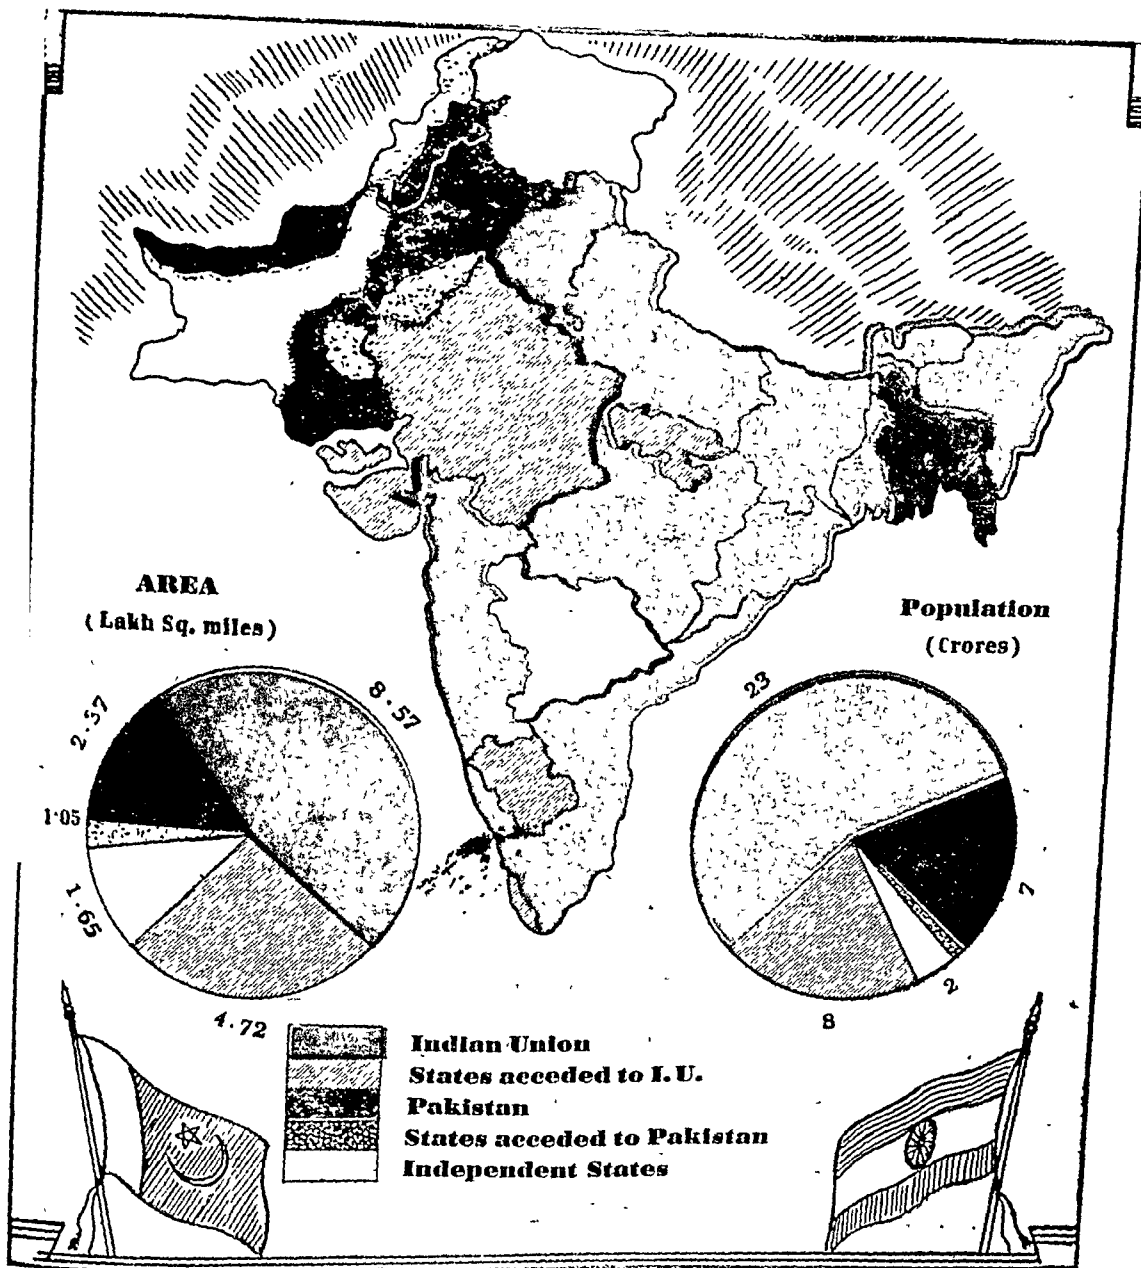 AREA
(Lakh Sq. miles)
Population
(Crores)
8·57
2·37
1·05
1·65
4·72
23
7
2
8
Indian Union
States acceded to I.U.
Pakistan
States acceded to Pakistan
Independent States